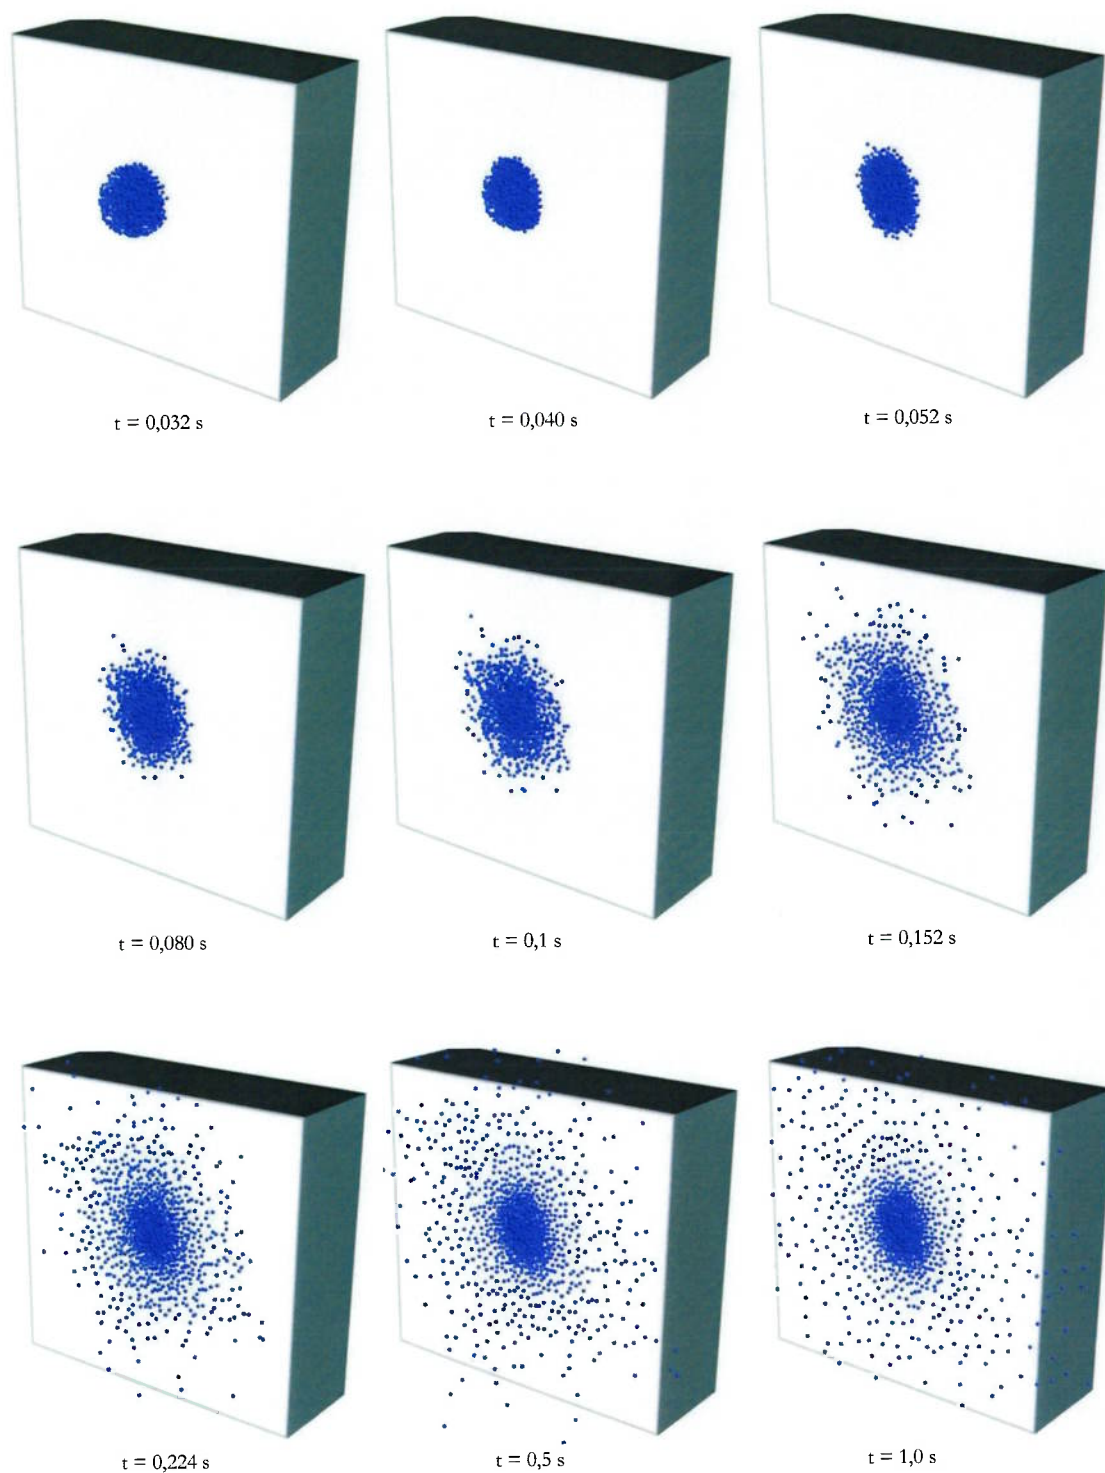 t = 0,032 s
t = 0,040 s
t = 0,052 s
t = 0,080 s
t = 0,1 s
t = 0,152 s
t = 0,224 s
t = 0,5 s
t = 1,0 s